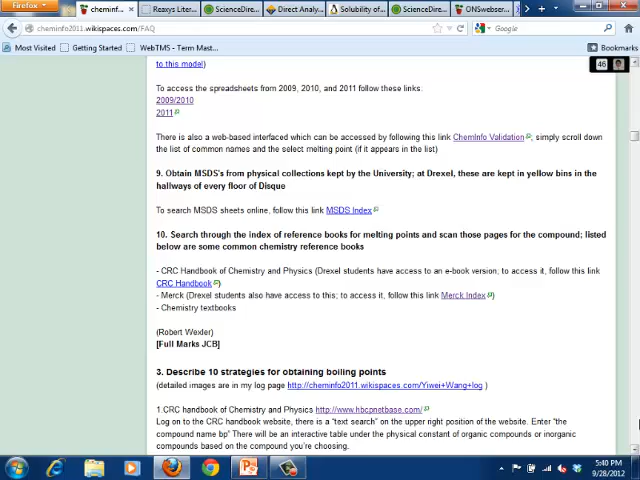 Firefox
cheminf...
Reaxys Liter...
ScienceDire...
Direct Analy...
Solubility of...
ScienceDire...
ONSwebser...
cheminfo2011.wikispaces.com/FAQ
Google
Most Visited
Getting Started
WebTMS - Term Mast...
Bookmarks
46
to this model)
To access the spreadsheets from 2009, 2010, and 2011 follow these links:
2009/2010
2011
There is also a web-based interfaced which can be accessed by following this link ChemInfo Validation; simply scroll down
the list of common names and the select melting point (if it appears in the list)
9. Obtain MSDS's from physical collections kept by the University; at Drexel, these are kept in yellow bins in the
hallways of every floor of Disque
To search MSDS sheets online, follow this link MSDS Index
10. Search through the index of reference books for melting points and scan those pages for the compound; listed
below are some common chemistry reference books
- CRC Handbook of Chemistry and Physics (Drexel students have access to an e-book version; to access it, follow this link
CRC Handbook)
- Merck (Drexel students also have access to this; to access it, follow this link Merck Index)
- Chemistry textbooks
(Robert Wexler)
[Full Marks JCB]
3. Describe 10 strategies for obtaining boiling points
(detailed images are in my log page http://cheminfo2011.wikispaces.com/Yiwei+Wang+log )
1.CRC handbook of Chemistry and Physics http://www.hbcpnetbase.com/
Log on to the CRC handbook website, there is a "text search" on the upper right position of the website. Enter "the
compound name bp" There will be an interactive table under the physical constant of organic compounds or inorganic
compounds based on the compound you're choosing.
5:40 PM
9/28/2012